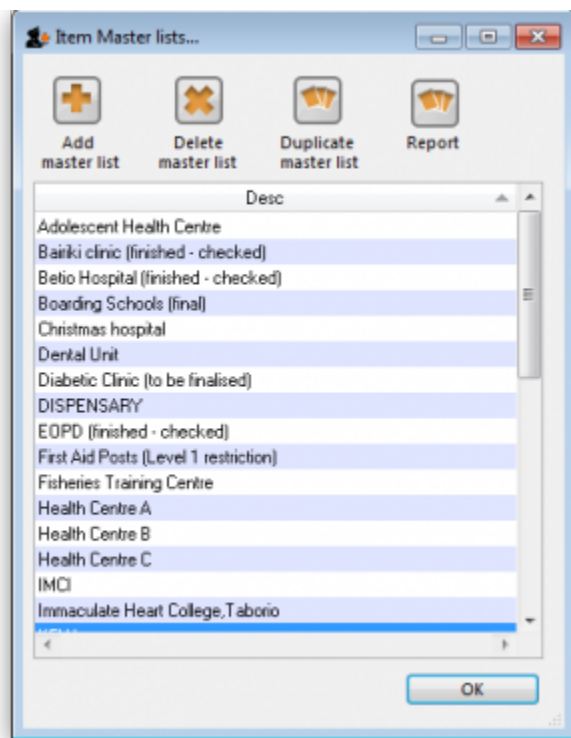 Item Master lists...
Add
master list
Delete
master list
Duplicate
master list
Report
Desc
Adolescent Health Centre
Bairiki clinic (finished - checked)
Betio Hospital (finished - checked)
Boarding Schools (final)
Christmas hospital
Dental Unit
Diabetic Clinic (to be finalised)
DISPENSARY
EOPD (finished - checked)
First Aid Posts (Level 1 restriction)
Fisheries Training Centre
Health Centre A
Health Centre B
Health Centre C
IMCI
Immaculate Heart College,Taborio
OK